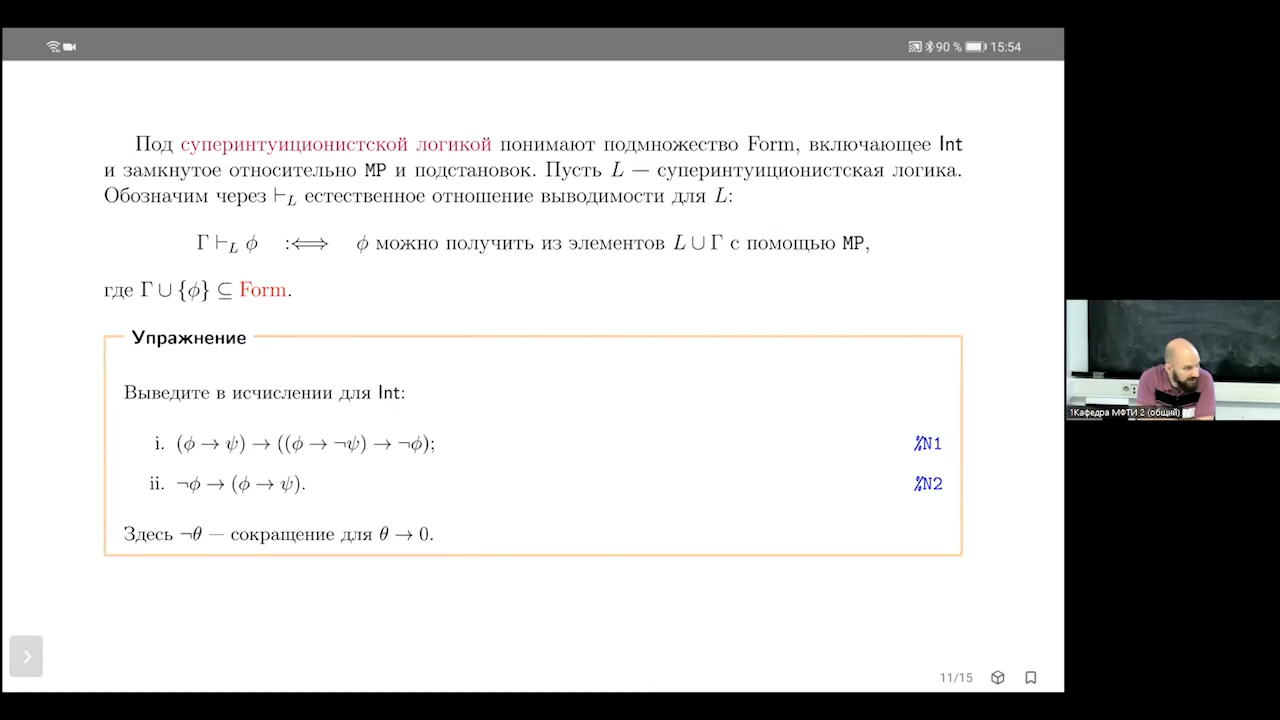 90 % 15:54
Под суперинтуиционистской логикой понимают подмножество Form, включающее Int
и замкнутое относительно MP и подстановок. Пусть L — суперинтуиционистская логика.
Обозначим через ⊢_L естественное отношение выводимости для L:
Γ ⊢_L ϕ :⟺ ϕ можно получить из элементов L ∪ Γ с помощью MP,
где Γ ∪ {ϕ} ⊆ Form.
Упражнение
Выведите в исчислении для Int:
i. (ϕ → ψ) → ((ϕ → ¬ψ) → ¬ϕ); %N1
ii. ¬ϕ → (ϕ → ψ). %N2
Здесь ¬θ — сокращение для θ → 0.
1Кафедра МФТИ 2 (общий)
11/15